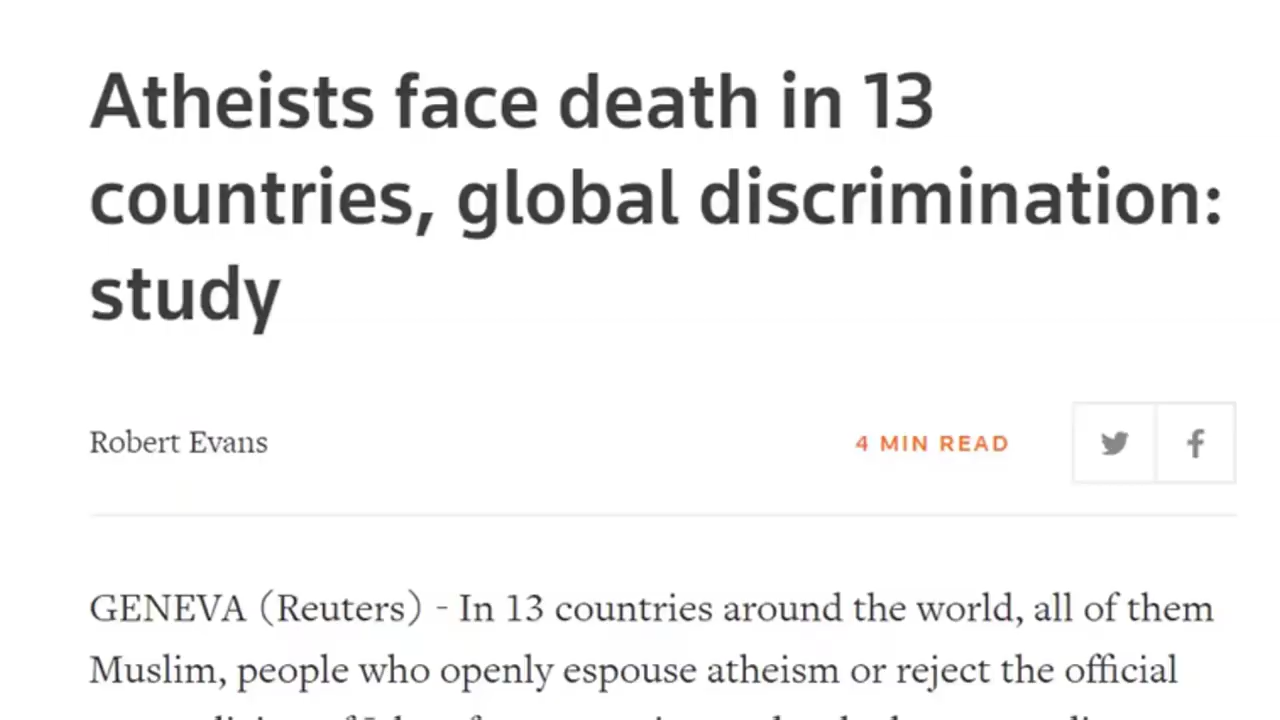 Atheists face death in 13
countries, global discrimination:
study
Robert Evans
4 MIN READ
GENEVA (Reuters) - In 13 countries around the world, all of them
Muslim, people who openly espouse atheism or reject the official